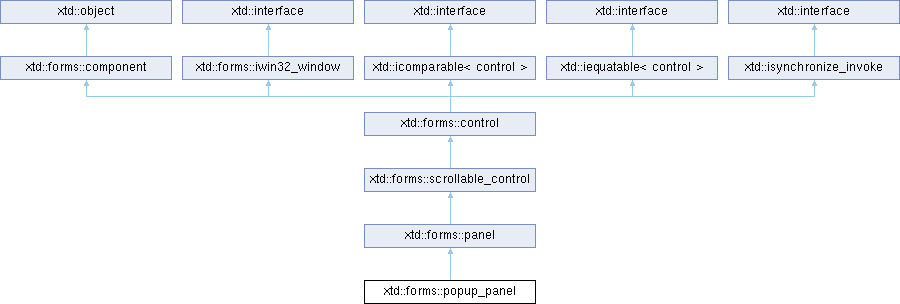 xtd::object
xtd::interface
xtd::interface
xtd::interface
xtd::interface
xtd::forms::component
xtd::forms::iwin32_window
xtd::icomparable< control >
xtd::iequatable< control >
xtd::isynchronize_invoke
xtd::forms::control
xtd::forms::scrollable_control
xtd::forms::panel
xtd::forms::popup_panel